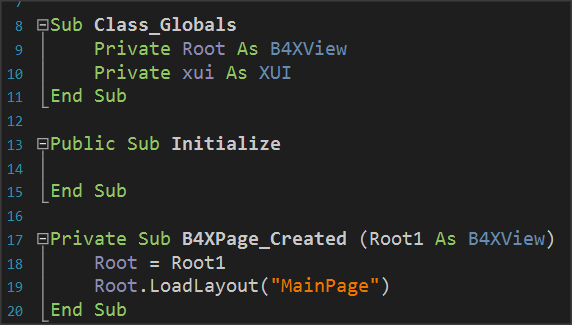 7
8 Sub Class_Globals
9 Private Root As B4XView
10 Private xui As XUI
11 End Sub
12
13 Public Sub Initialize
14
15 End Sub
16
17 Private Sub B4XPage_Created (Root1 As B4XView)
18 Root = Root1
19 Root.LoadLayout("MainPage")
20 End Sub